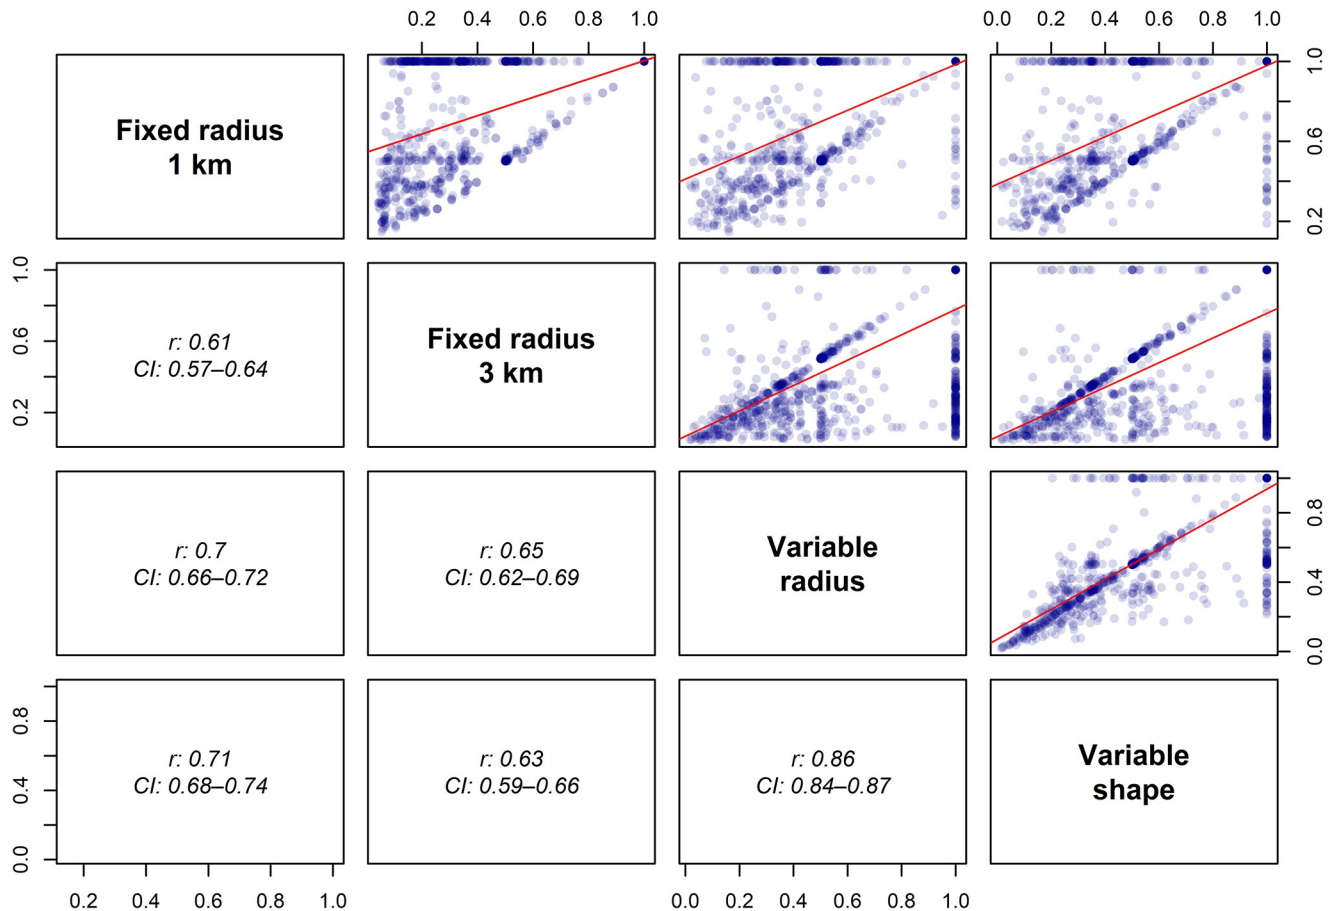 0.2 0.4 0.6 0.8 1.0
0.0 0.2 0.4 0.6 0.8 1.0
Fixed radius
1 km
0.2 0.6 1.0
0.2 0.6 1.0
r: 0.61
CI: 0.57–0.64
Fixed radius
3 km
r: 0.7
CI: 0.66–0.72
r: 0.65
CI: 0.62–0.69
Variable
radius
0.0 0.4 0.8
0.0 0.4 0.8
r: 0.71
CI: 0.68–0.74
r: 0.63
CI: 0.59–0.66
r: 0.86
CI: 0.84–0.87
Variable
shape
0.2 0.4 0.6 0.8 1.0
0.0 0.2 0.4 0.6 0.8 1.0